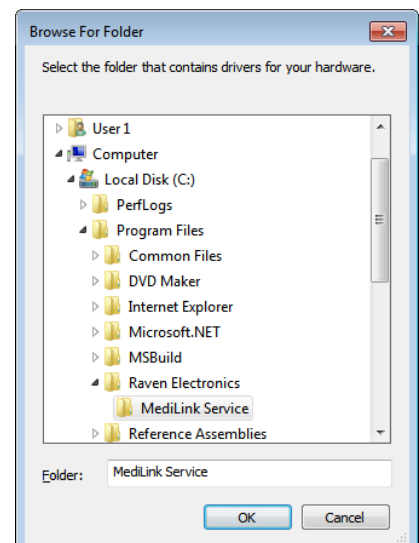 Browse For Folder
Select the folder that contains drivers for your hardware.
User1
Computer
Local Disk (C:)
PerfLogs
Program Files
Common Files
DVD Maker
Internet Explorer
Microsoft.NET
MSBuild
Raven Electronics
MediLink Service
Reference Assemblies
Folder: MediLink Service
OK Cancel